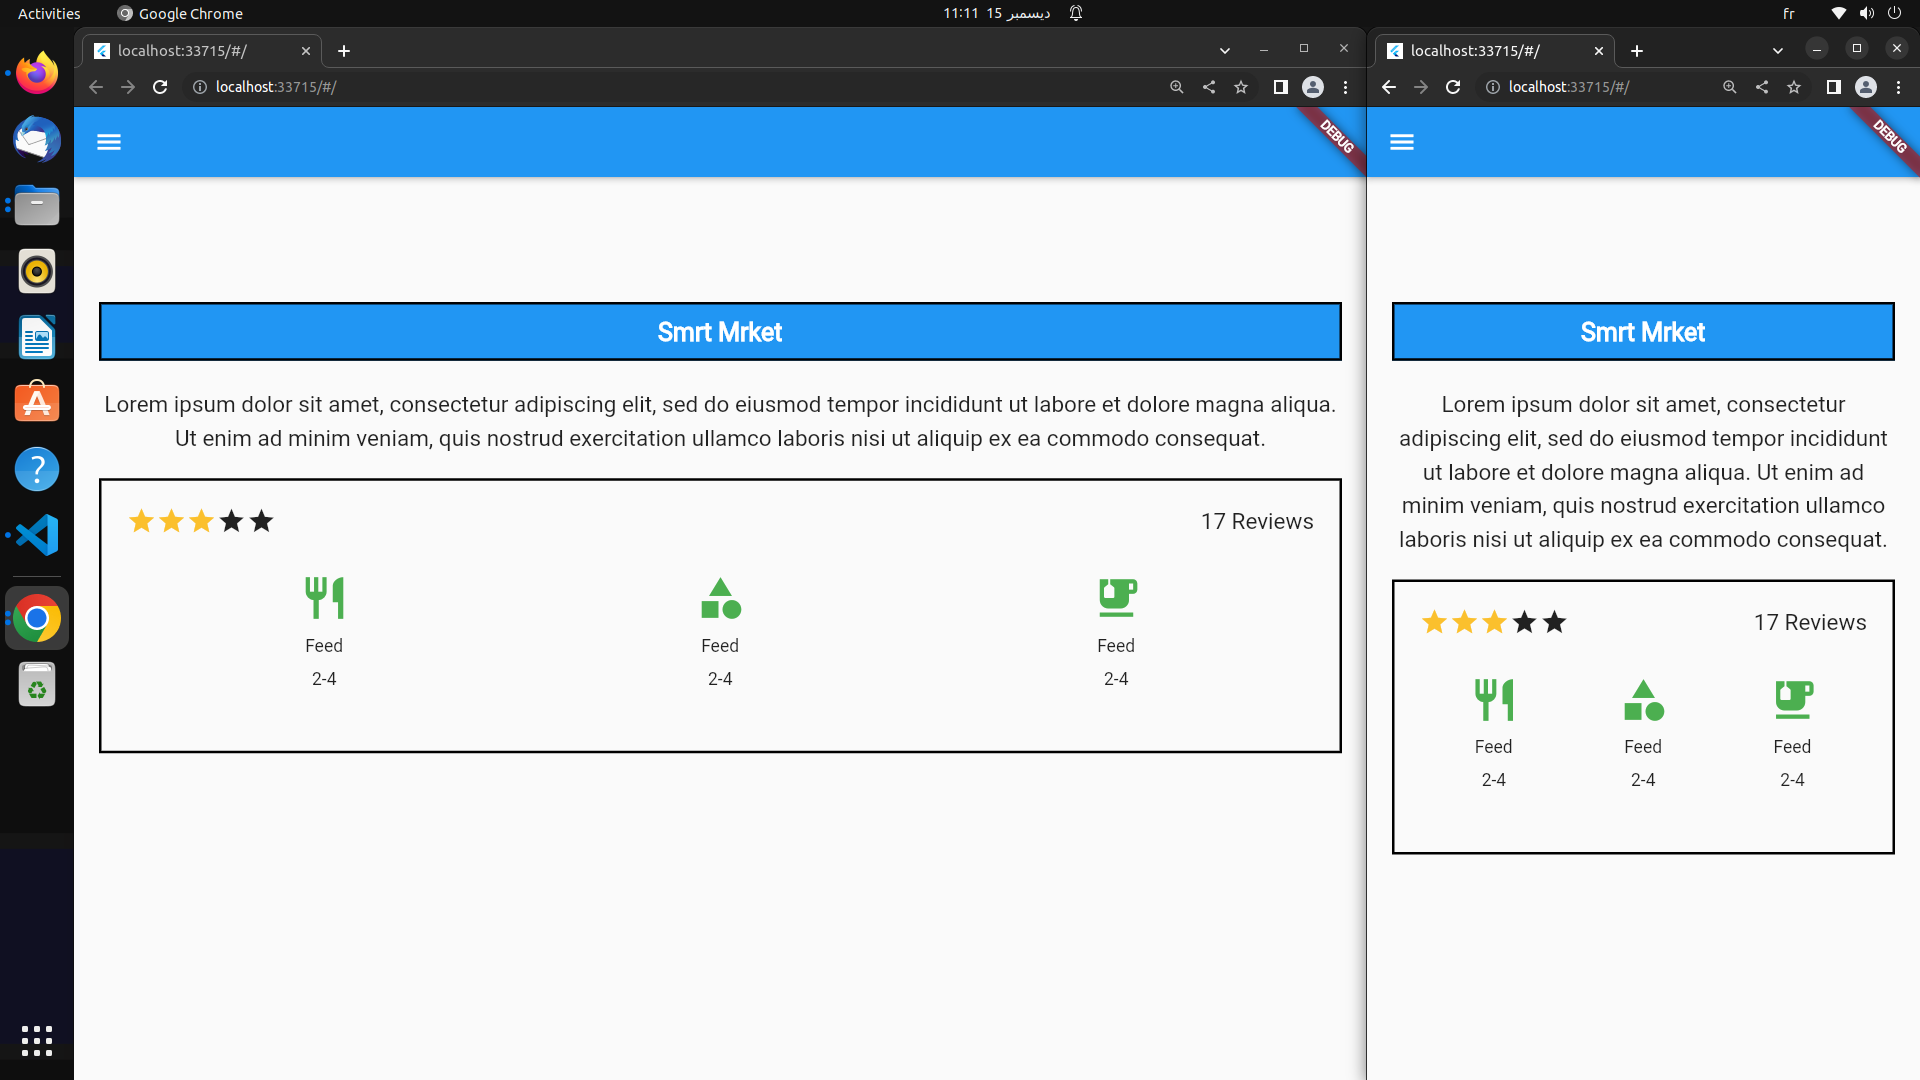 Activities
Google Chrome
11:11 15 ديسمبر
fr
localhost:33715/#/
localhost:33715/#/
DEBUG
Smrt Mrket
Lorem ipsum dolor sit amet, consectetur adipiscing elit, sed do eiusmod tempor incididunt ut labore et dolore magna aliqua.
Ut enim ad minim veniam, quis nostrud exercitation ullamco laboris nisi ut aliquip ex ea commodo consequat.
17 Reviews
Feed
Feed
Feed
2-4
2-4
2-4
localhost:33715/#/
localhost:33715/#/
DEBUG
Smrt Mrket
Lorem ipsum dolor sit amet, consectetur
adipiscing elit, sed do eiusmod tempor incididunt
ut labore et dolore magna aliqua. Ut enim ad
minim veniam, quis nostrud exercitation ullamco
laboris nisi ut aliquip ex ea commodo consequat.
17 Reviews
Feed
Feed
Feed
2-4
2-4
2-4